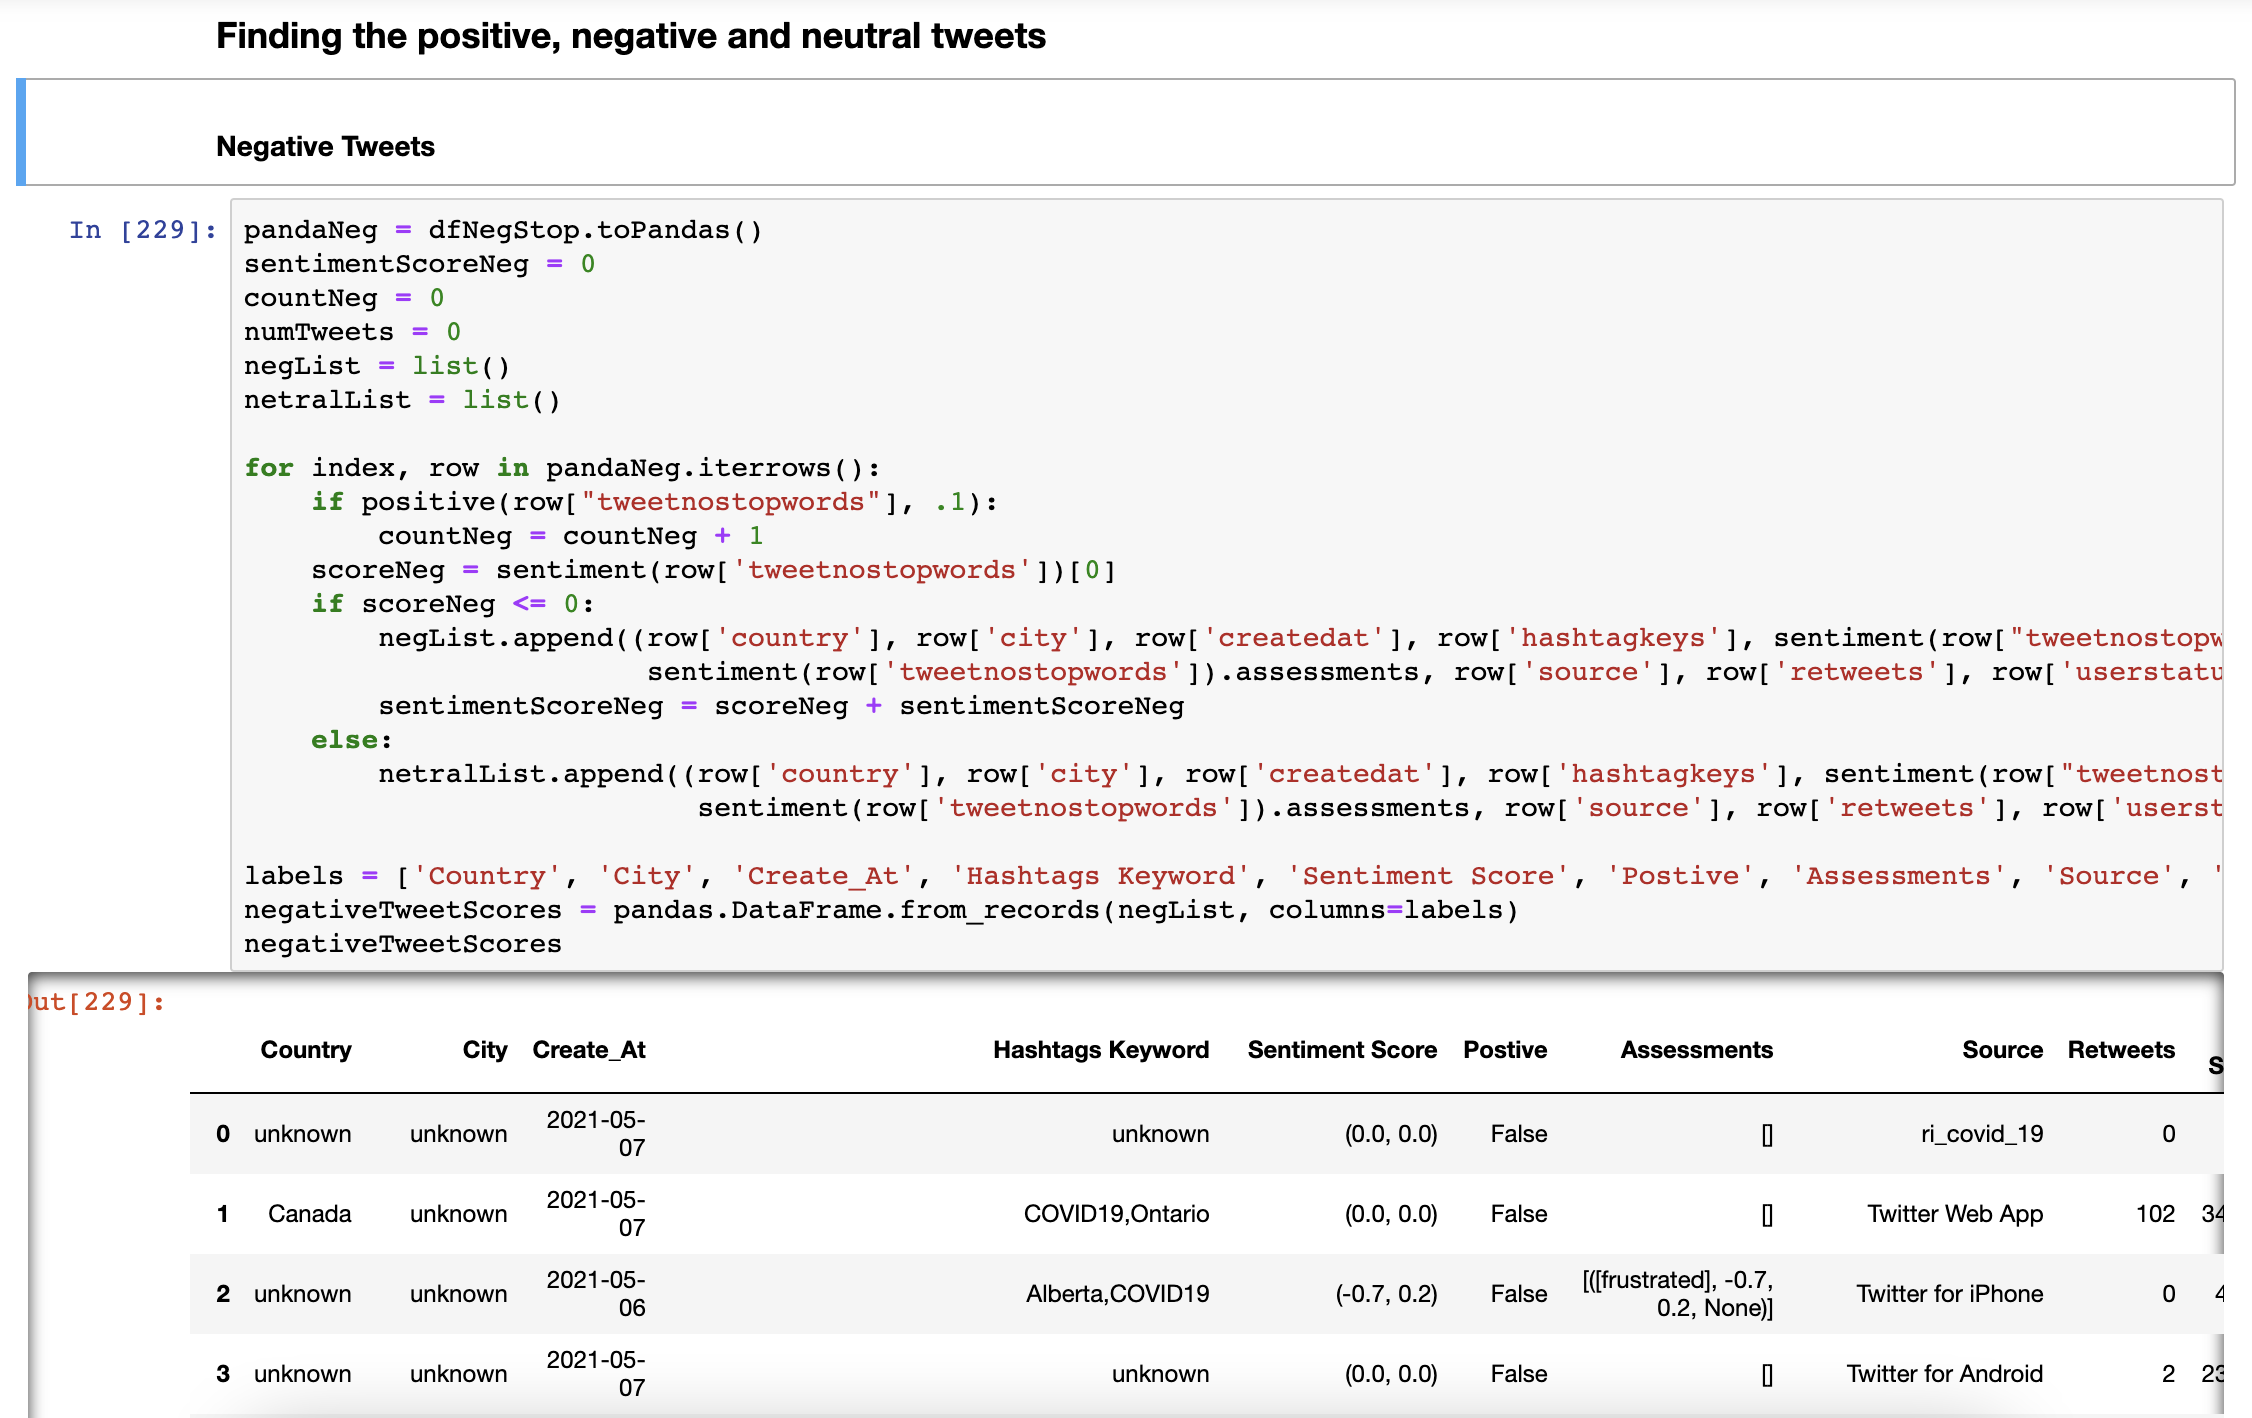 Finding the positive, negative and neutral tweets
Negative Tweets
In [229]:
pandaNeg = dfNegStop.toPandas()
sentimentScoreNeg = 0
countNeg = 0
numTweets = 0
negList = list()
netralList = list()
for index, row in pandaNeg.iterrows():
    if positive(row["tweetnostopwords"], .1):
        countNeg = countNeg + 1
    scoreNeg = sentiment(row['tweetnostopwords'])[0]
    if scoreNeg <= 0:
        negList.append((row['country'], row['city'], row['createdat'], row['hashtagkeys'], sentiment(row["tweetnostopw
                        sentiment(row['tweetnostopwords']).assessments, row['source'], row['retweets'], row['userstatu
        sentimentScoreNeg = scoreNeg + sentimentScoreNeg
    else:
        netralList.append((row['country'], row['city'], row['createdat'], row['hashtagkeys'], sentiment(row["tweetnost
                           sentiment(row['tweetnostopwords']).assessments, row['source'], row['retweets'], row['userst
labels = ['Country', 'City', 'Create_At', 'Hashtags Keyword', 'Sentiment Score', 'Postive', 'Assessments', 'Source', '
negativeTweetScores = pandas.DataFrame.from_records(negList, columns=labels)
negativeTweetScores
ut[229]:
Country City Create_At Hashtags Keyword Sentiment Score Postive Assessments Source Retweets S
0 unknown unknown 2021-05-
07 unknown (0.0, 0.0) False [] ri_covid_19 0
1 Canada unknown 2021-05-
07 COVID19,Ontario (0.0, 0.0) False [] Twitter Web App 102 34
2 unknown unknown 2021-05-
06 Alberta,COVID19 (-0.7, 0.2) False [([frustrated], -0.7,
0.2, None)] Twitter for iPhone 0 4
3 unknown unknown 2021-05-
07 unknown (0.0, 0.0) False [] Twitter for Android 2 23